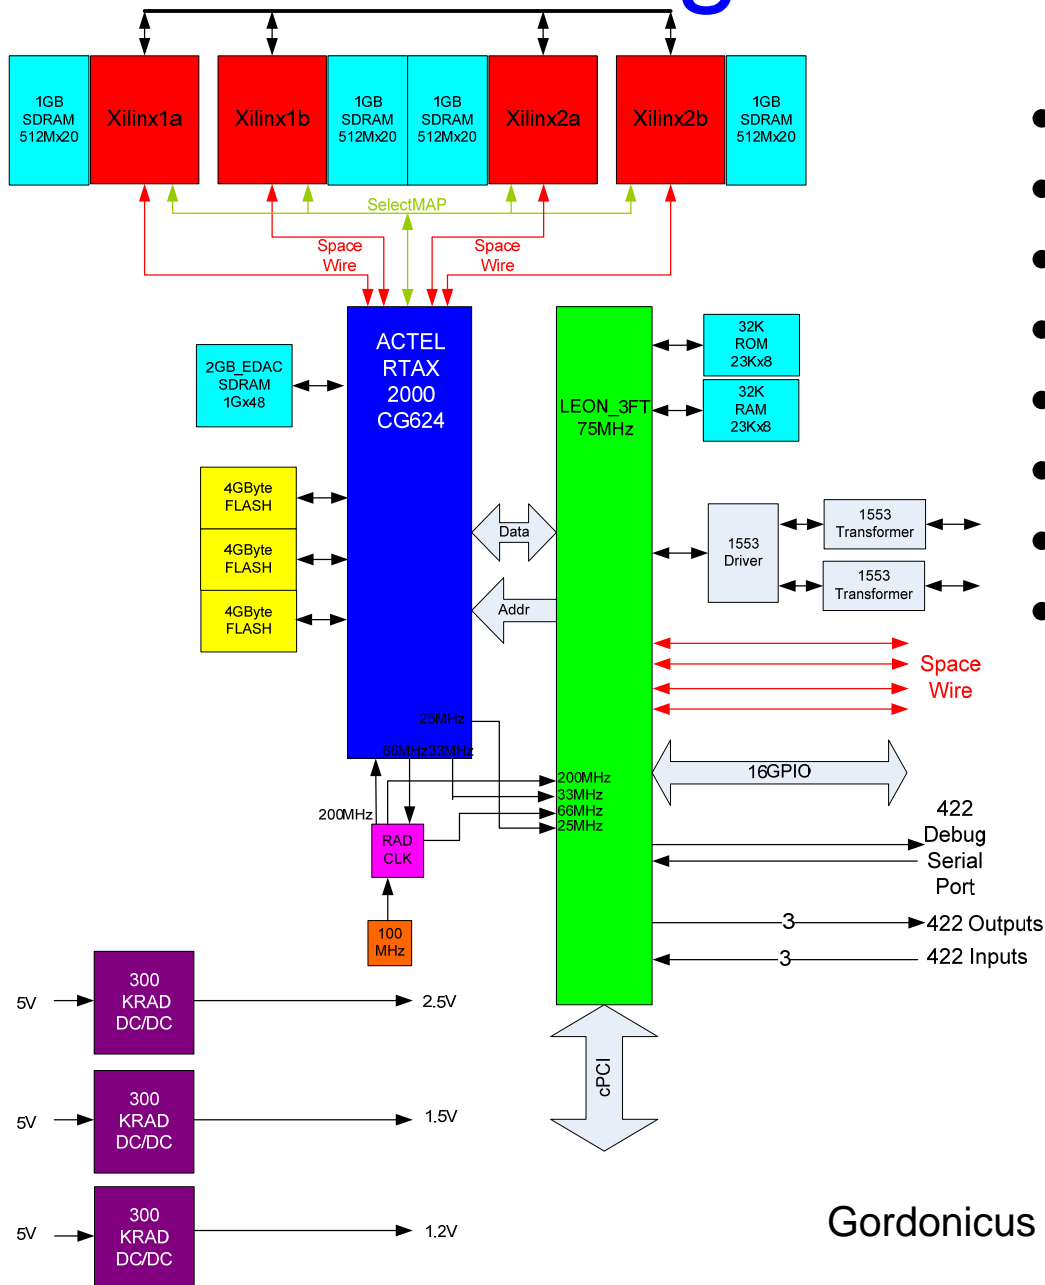 g
1GB
SDRAM
512Mx20
Xilinx1a
Xilinx1b
1GB
SDRAM
512Mx20
1GB
SDRAM
512Mx20
Xilinx2a
Xilinx2b
1GB
SDRAM
512Mx20
SelectMAP
Space
Wire
Space
Wire
ACTEL
RTAX
2000
CG624
2GB_EDAC
SDRAM
1Gx48
4GByte
FLASH
4GByte
FLASH
4GByte
FLASH
LEON_3FT
75MHz
32K
ROM
23Kx8
32K
RAM
23Kx8
Data
Addr
1553
Driver
1553
Transformer
1553
Transformer
Space
Wire
25MHz
66MHz 33MHz
200MHz
200MHz
33MHz
66MHz
25MHz
16GPIO
RAD
CLK
100
MHz
422
Debug
Serial
Port
3
422 Outputs
3
422 Inputs
cPCI
5V
300
KRAD
DC/DC
2.5V
5V
300
KRAD
DC/DC
1.5V
5V
300
KRAD
DC/DC
1.2V
Gordonicus